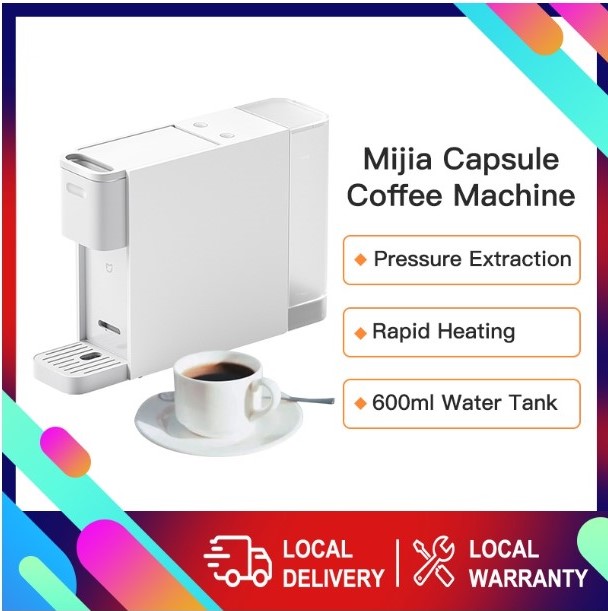 Mijia Capsule
Coffee Machine
Pressure Extraction
Rapid Heating
600ml Water Tank
LOCAL
DELIVERY
LOCAL
WARRANTY